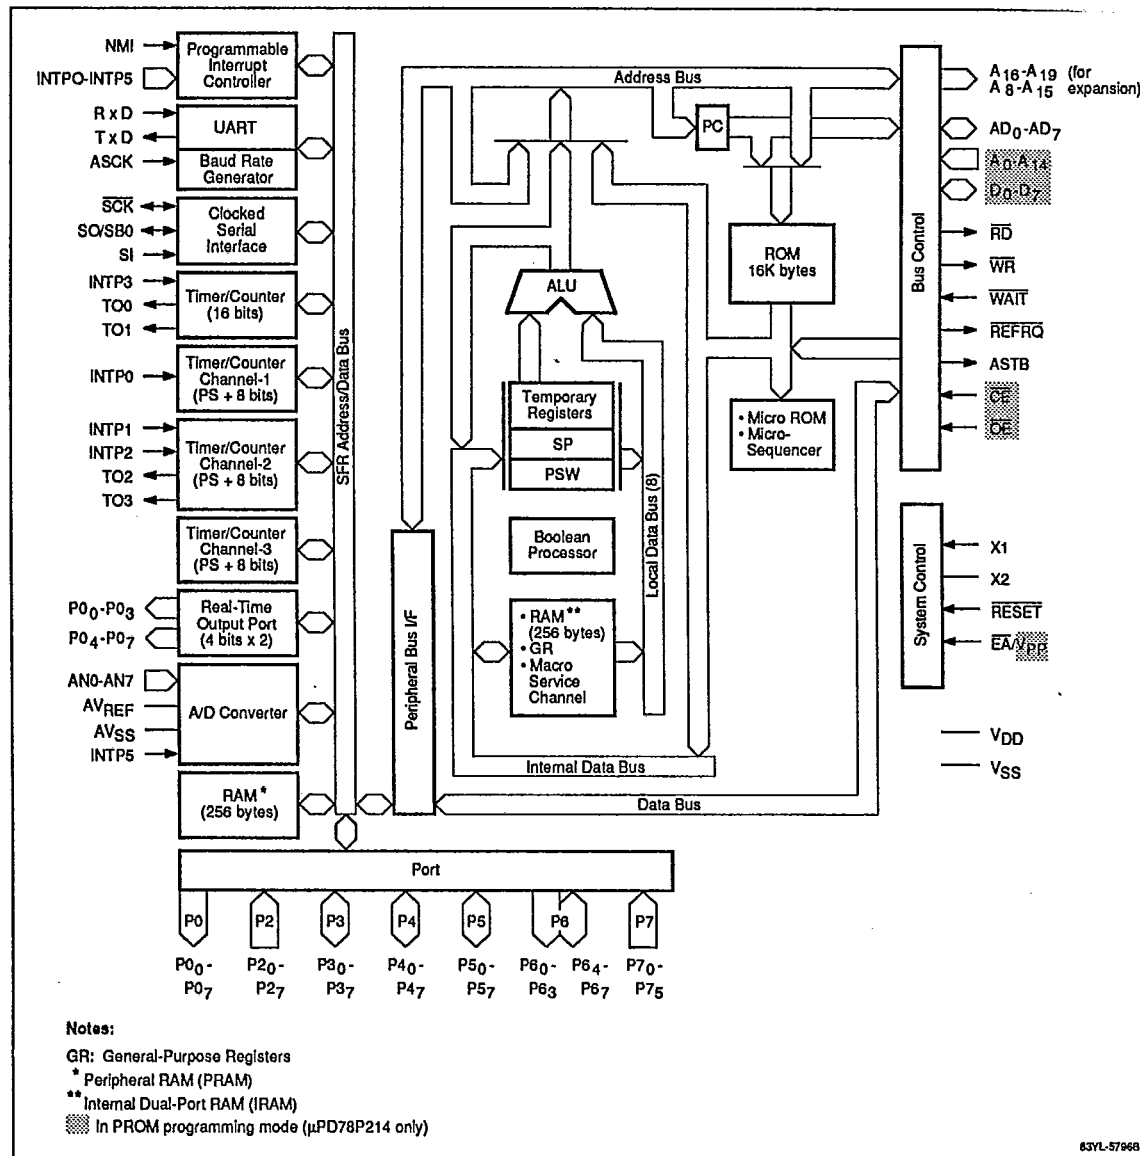 NMI
INTPO-INTP5
Programmable
Interrupt
Controller
R x D
T x D
ASCK
UART
Baud Rate
Generator
SCK
SO/SB0
SI
Clocked
Serial
Interface
INTP3
TO0
TO1
Timer/Counter
(16 bits)
INTP0
Timer/Counter
Channel-1
(PS + 8 bits)
INTP1
INTP2
TO2
TO3
Timer/Counter
Channel-2
(PS + 8 bits)
Timer/Counter
Channel-3
(PS + 8 bits)
P00-P03
P04-P07
Real-Time
Output Port
(4 bits x 2)
AN0-AN7
AVREF
AVSS
INTP5
A/D Converter
RAM*
(256 bytes)
SFR Address/Data Bus
Peripheral Bus I/F
Address Bus
PC
ROM
16K bytes
ALU
Temporary
Registers
SP
PSW
Boolean
Processor
• RAM**
(256 bytes)
• GR
• Macro
Service
Channel
Local Data Bus (8)
• Micro ROM
• Micro-
Sequencer
Internal Data Bus
Data Bus
Bus Control
A16-A19 (for
A8-A15 expansion)
AD0-AD7
A0-A14
D0-D7
RD
WR
WAIT
REFRQ
ASTB
CE
OE
System Control
X1
X2
RESET
EA/VPP
VDD
VSS
Port
P0 P2 P3 P4 P5 P6 P7
P00- P20- P30- P40- P50- P60- P64- P70-
P07 P27 P37 P47 P57 P63 P67 P75
Notes:
GR: General-Purpose Registers
* Peripheral RAM (PRAM)
** Internal Dual-Port RAM (IRAM)
In PROM programming mode (µPD78P214 only)
83YL-5796B